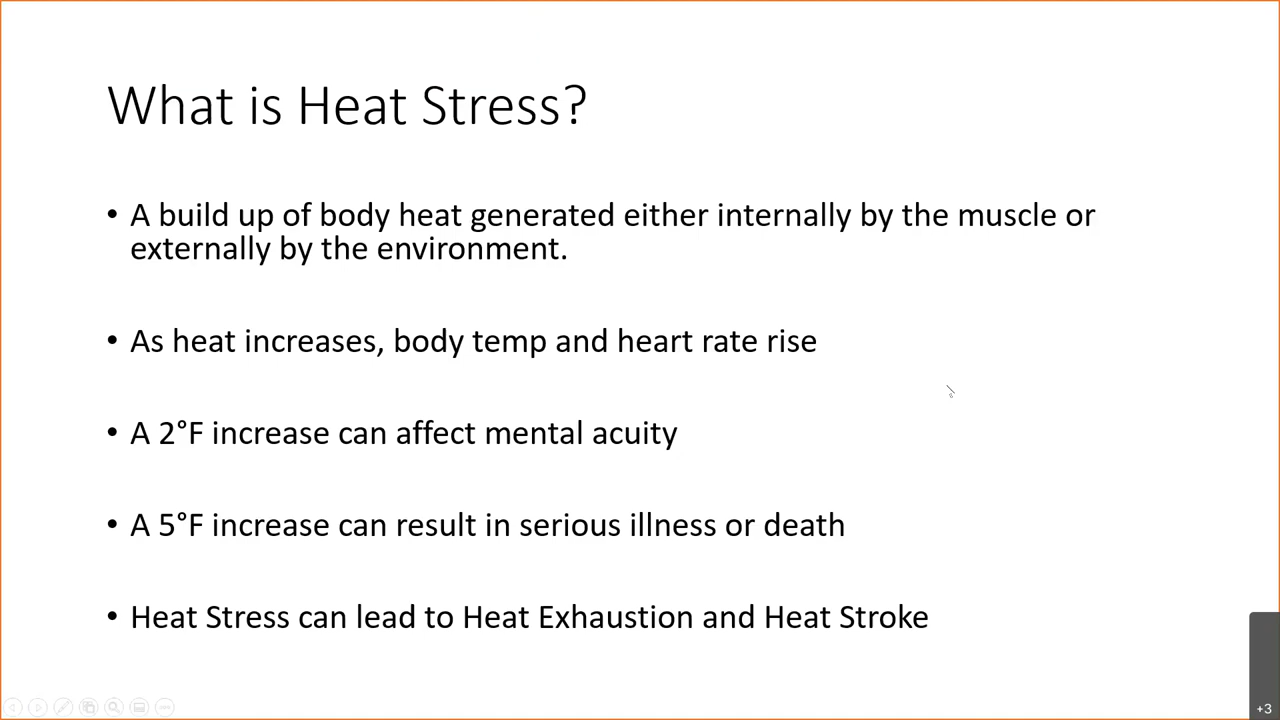 What is Heat Stress?
• A build up of body heat generated either internally by the muscle or
externally by the environment.
• As heat increases, body temp and heart rate rise
• A 2°F increase can affect mental acuity
• A 5°F increase can result in serious illness or death
• Heat Stress can lead to Heat Exhaustion and Heat Stroke
+3